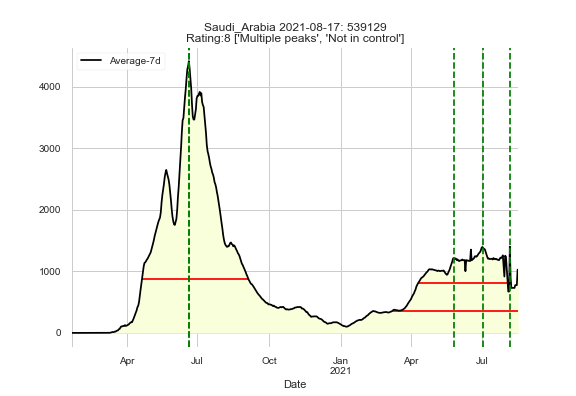 Saudi_Arabia 2021-08-17: 539129
Rating:8 ['Multiple peaks', 'Not in control']
Average-7d
4000
3000
2000
1000
0
Apr
Jul
Oct
Jan
2021
Apr
Jul
Date